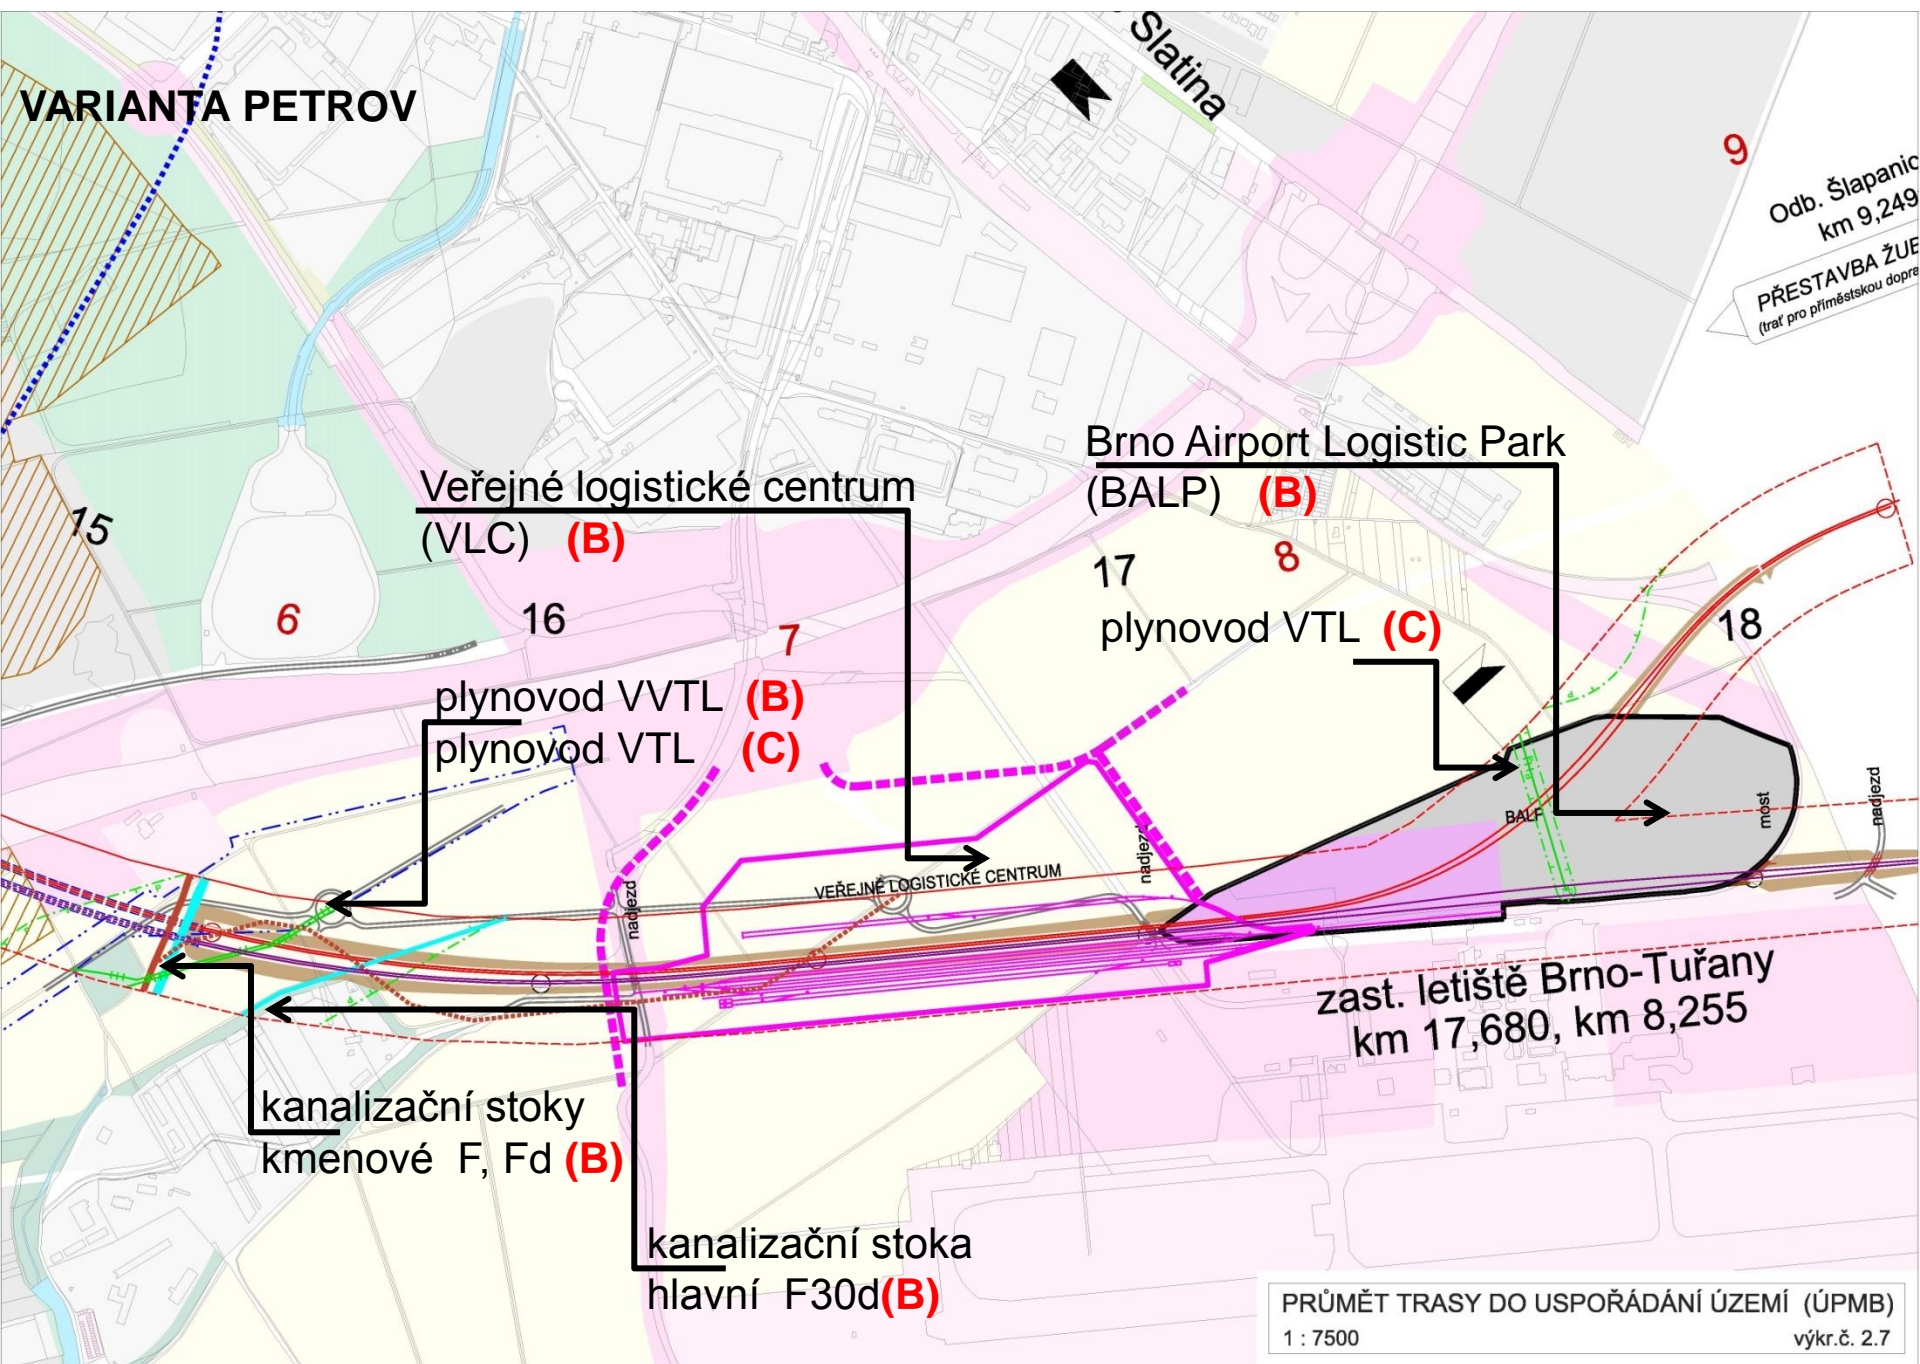 VARIANTA PETROV
Slatina
9
Odb. Šlapanic
km 9,249
PŘESTAVBA ŽUB
(trať pro příměstskou dopra
Veřejné logistické centrum
(VLC) (B)
Brno Airport Logistic Park
(BALP) (B)
15
6
16
7
17
8
18
plynovod VTL (C)
plynovod VVTL (B)
plynovod VTL (C)
BALP
most
nadjezd
nadjezd
nadjezd
VEŘEJNÉ LOGISTICKÉ CENTRUM
zast. letiště Brno-Tuřany
km 17,680, km 8,255
kanalizační stoky
kmenové F, Fd (B)
kanalizační stoka
hlavní F30d(B)
PRŮMĚT TRASY DO USPOŘÁDÁNÍ ÚZEMÍ (ÚPMB)
1 : 7500
výkr.č. 2.7